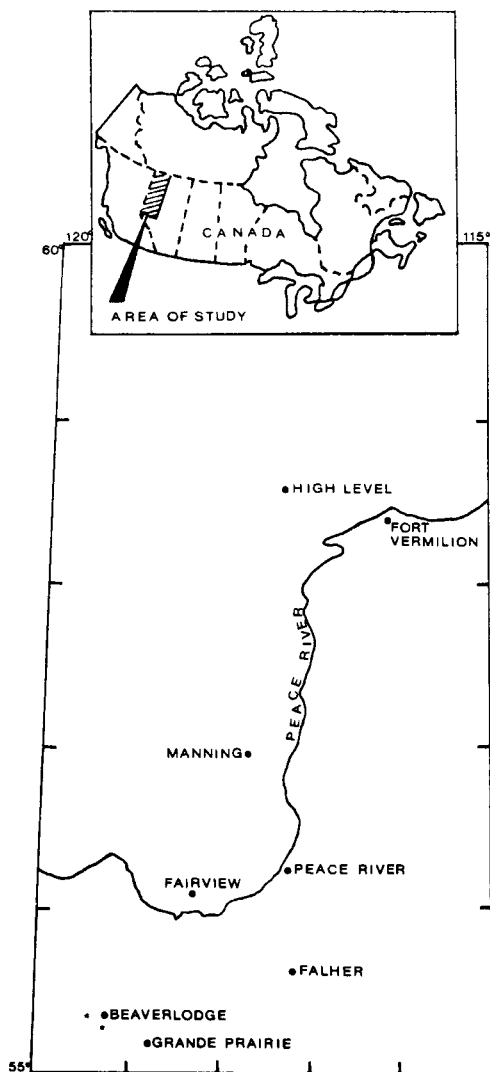 CANADA
60°
120°
115°
AREA OF STUDY
HIGH LEVEL
FORT
VERMILION
PEACE RIVER
MANNING
PEACE RIVER
FAIRVIEW
FALHER
BEAVERLODGE
GRANDE PRAIRIE
55°